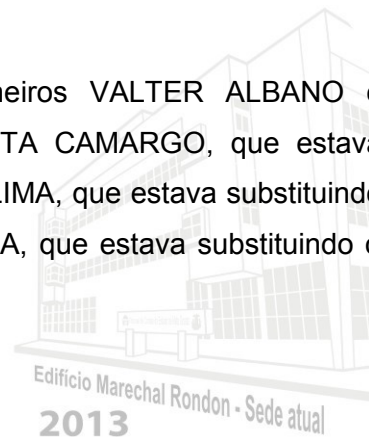 neiros VALTER ALBANO e
TA CAMARGO, que estava
LIMA, que estava substituindo
A, que estava substituindo o
Edifício Marechal Rondon - Sede atual
2013